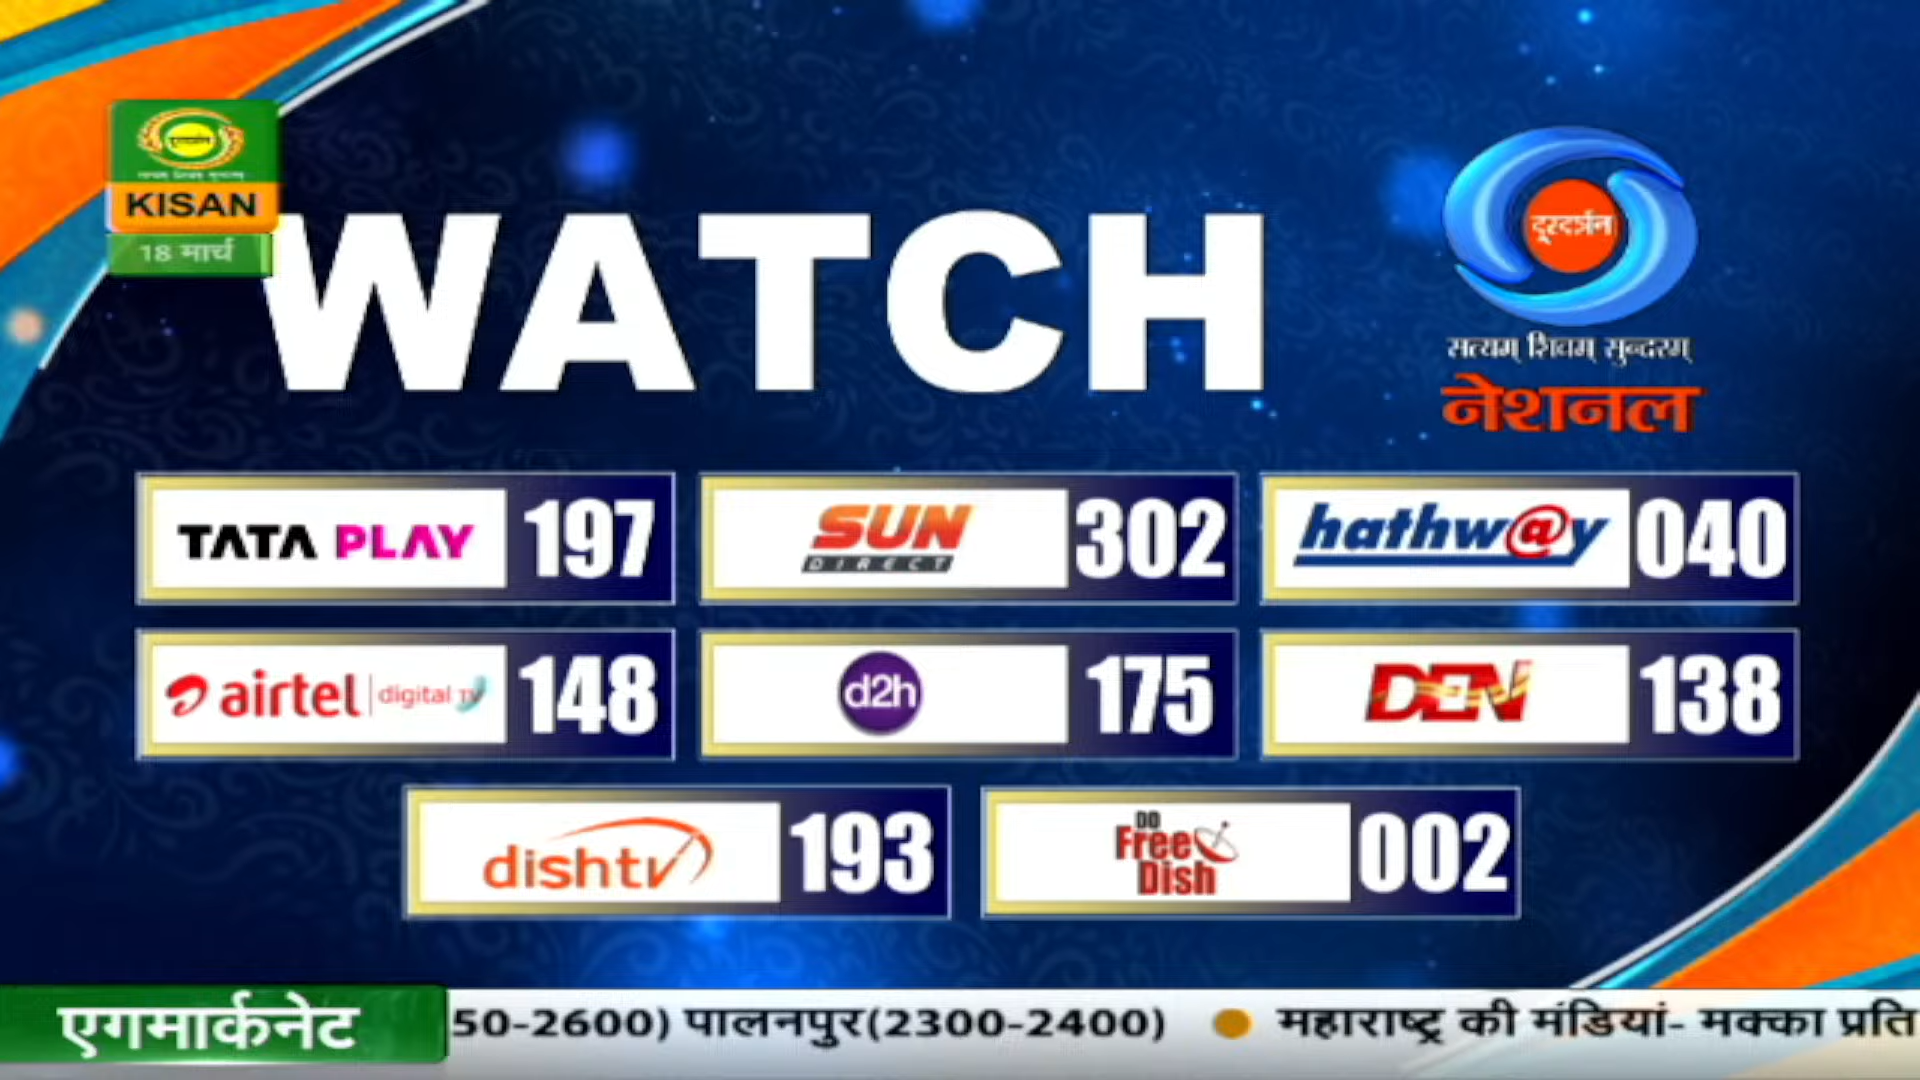 KISAN
18 मार्च
WATCH
दूरदर्शन
सत्यम् शिवम् सुन्दरम्
नेशनल
TATA PLAY 197
SUN DIRECT 302
hathw@y 040
airtel digital TV 148
d2h 175
DEN 138
dishtv 193
DD Free Dish 002
एगमार्कनेट
50-2600) पालनपुर(2300-2400) ● महाराष्ट्र की मंडियां- मक्का प्रति